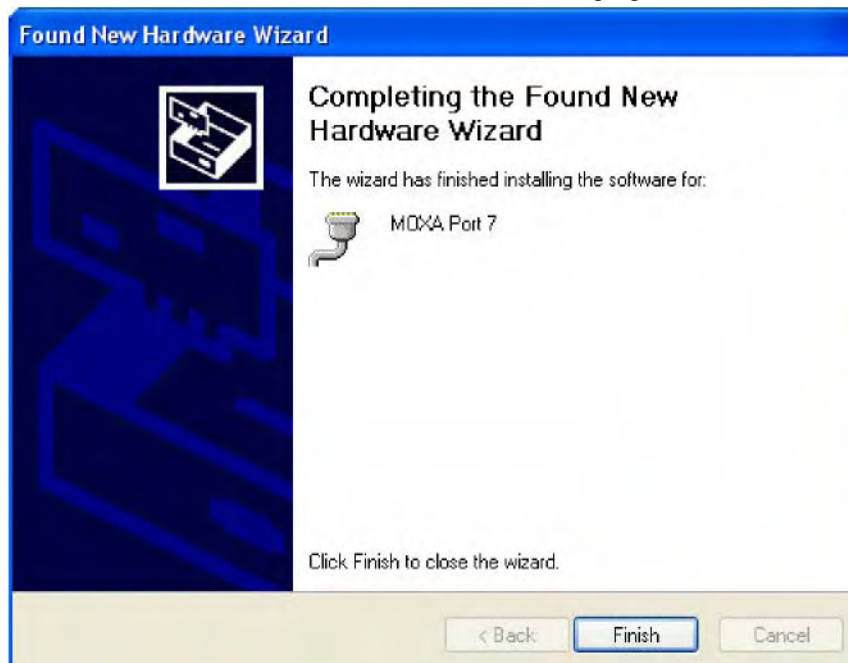 Found New Hardware Wizard
Completing the Found New
Hardware Wizard
The wizard has finished installing the software for:
MOXA Port 7
Click Finish to close the wizard.
< Back
Finish
Cancel